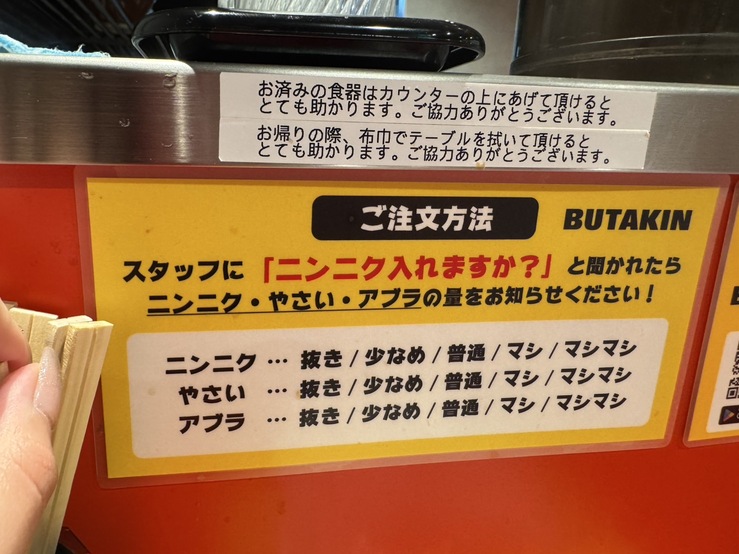 お済みの食器はカウンターの上にあげて頂けると
とても助かります。ご協力ありがとうございます。
お帰りの際、布巾でテーブルを拭いて頂けると
とても助かります。ご協力ありがとうございます。
ご注文方法 BUTAKIN
スタッフに「ニンニク入れますか?」と聞かれたら
ニンニク・やさい・アブラの量をお知らせください!
ニンニク … 抜き / 少なめ / 普通 / マシ / マシマシ
やさい … 抜き / 少なめ / 普通 / マシ / マシマシ
アブラ … 抜き / 少なめ / 普通 / マシ / マシマシ